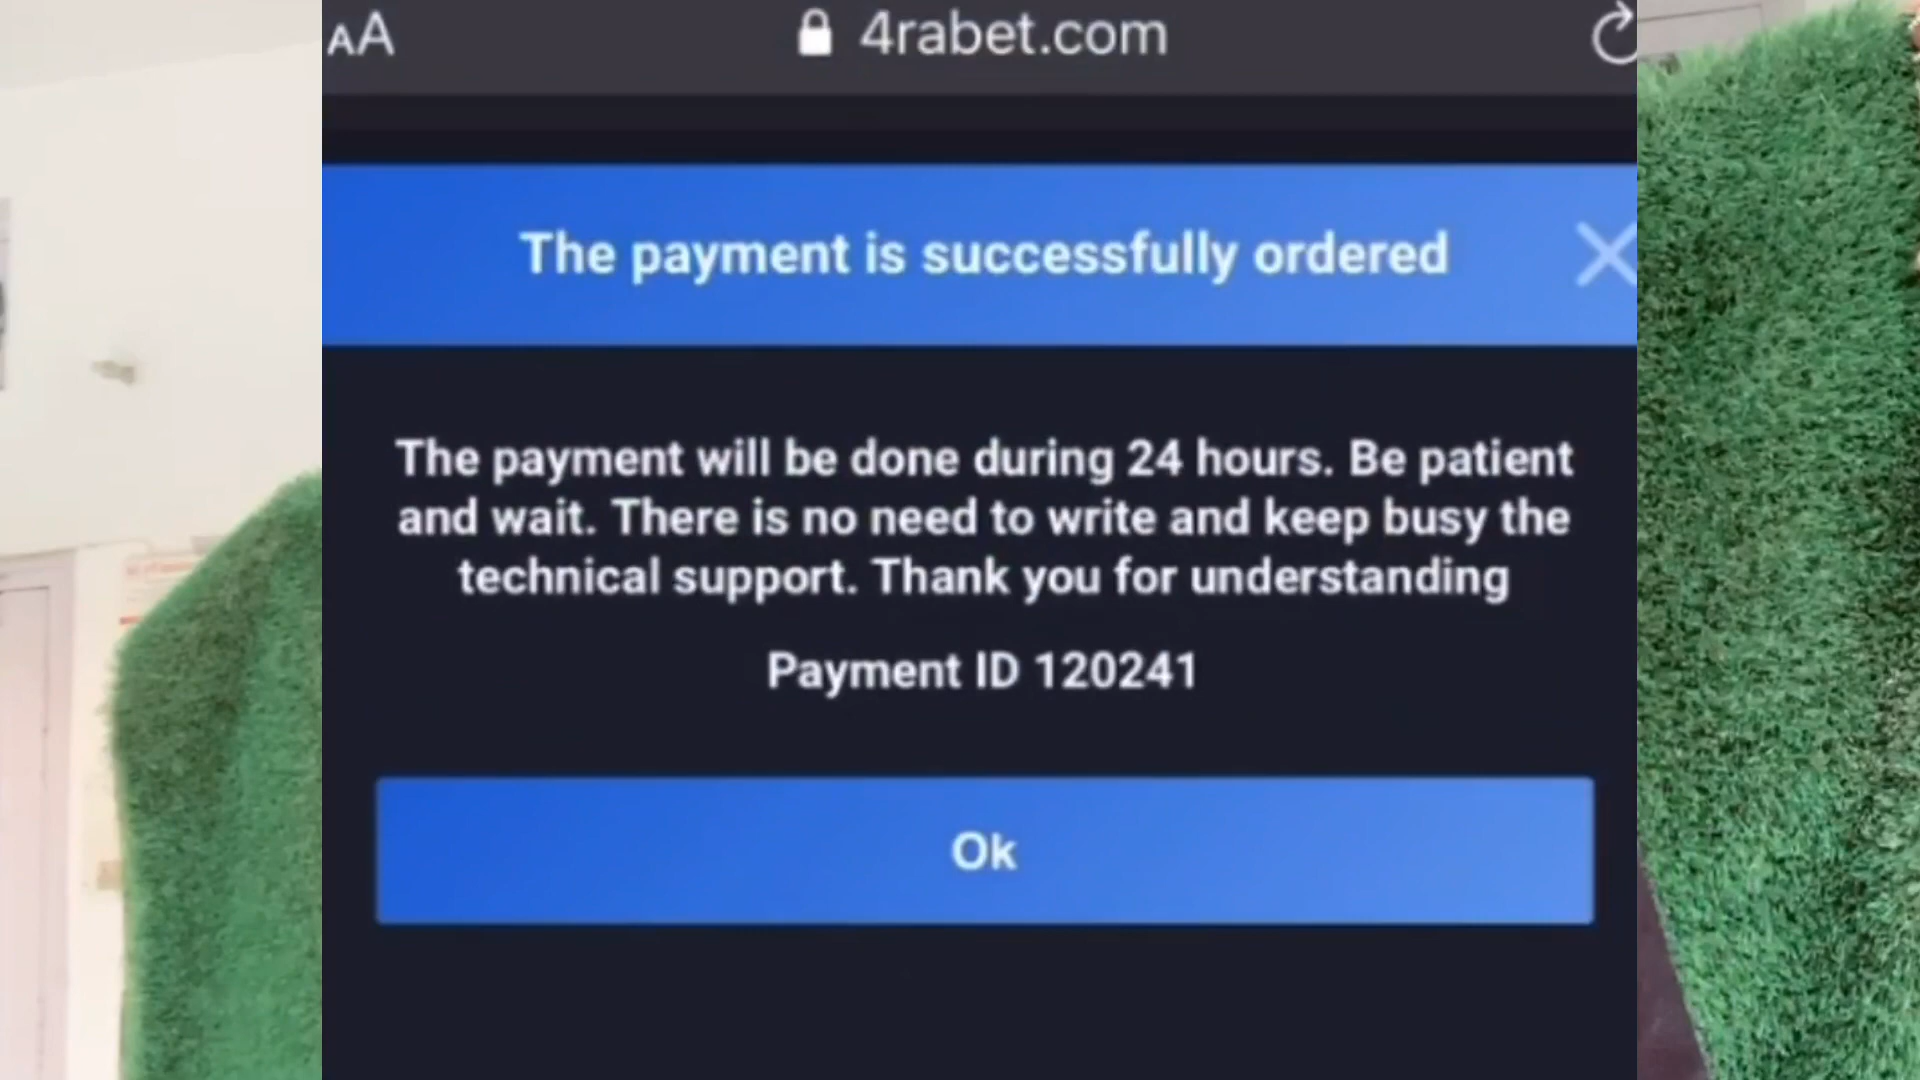 AA
4rabet.com
The payment is successfully ordered
The payment will be done during 24 hours. Be patient
and wait. There is no need to write and keep busy the
technical support. Thank you for understanding
Payment ID 120241
Ok